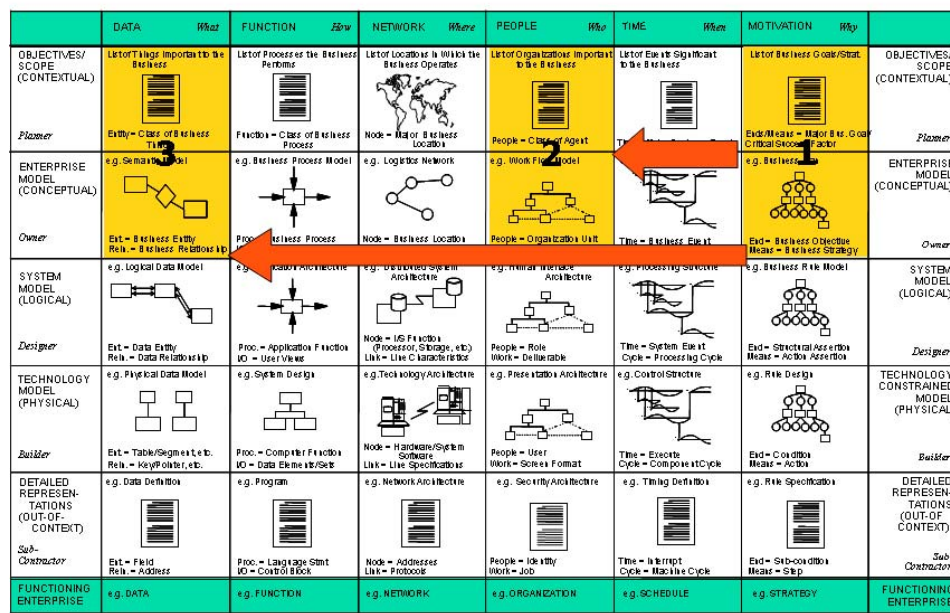 DATA What
FUNCTION How
NETWORK Where
PEOPLE Who
TIME When
MOTIVATION Why
OBJECTIVES/
SCOPE
(CONTEXTUAL)
Planner
List of Things Important to the
Business
Entity = Class of Business
3
List of Processes the Business
Performs
Function = Class of Business
Process
List of Locations in Which the
Business Operates
Node = Major Business
Location
List of Organizations Important
to the Business
People = Class of Agent
2
List of Events Significant
to the Business
List of Business Goals/Strat.
Ends/Means = Major Bus. Goal/
Critical Success Factor
1
OBJECTIVES/
SCOPE
(CONTEXTUAL)
Planner
ENTERPRISE
MODEL
(CONCEPTUAL)
Owner
e.g. Semantic Model
Ent. = Business Entity
Reln. = Business Relationship
e.g. Business Process Model
Proc. = Business Process
e.g. Logistics Network
Node = Business Location
e.g. Work Flow Model
People = Organization Unit
Time = Business Event
e.g. Business
End = Business Objective
Means = Business Strategy
ENTERPRISE
MODEL
(CONCEPTUAL)
Owner
SYSTEM
MODEL
(LOGICAL)
Designer
e.g. Logical Data Model
Ent. = Data Entity
Reln. = Data Relationship
e.g. Application Architecture
Proc. = Application Function
I/O = User Views
e.g. Distributed System
Architecture
Node = I/S Function
(Processor, Storage, etc.)
Link = Line Characteristics
e.g. Human Interface
Architecture
People = Role
Work = Deliverable
e.g. Processing Structure
Time = System Event
Cycle = Processing Cycle
e.g. Business Rule Model
End = Structural Assertion
Means = Action Assertion
SYSTEM
MODEL
(LOGICAL)
Designer
TECHNOLOGY
MODEL
(PHYSICAL)
Builder
e.g. Physical Data Model
Ent. = Table/Segment, etc.
Reln. = Key/Pointer, etc.
e.g. System Design
Proc. = Computer Function
I/O = Data Elements/Sets
e.g. Technology Architecture
Node = Hardware/System
Software
Link = Line Specifications
e.g. Presentation Architecture
People = User
Work = Screen Format
e.g. Control Structure
Time = Execute
Cycle = Component Cycle
e.g. Rule Design
End = Condition
Means = Action
TECHNOLOGY
CONSTRAINED
MODEL
(PHYSICAL)
Builder
DETAILED
REPRESEN-
TATIONS
(OUT-OF-
CONTEXT)
Sub-
Contractor
e.g. Data Definition
Ent. = Field
Reln. = Address
e.g. Program
Proc. = Language Stmt
I/O = Control Block
e.g. Network Architecture
Node = Addresses
Link = Protocols
e.g. Security Architecture
People = Identity
Work = Job
e.g. Timing Definition
Time = Interrupt
Cycle = Machine Cycle
e.g. Rule Specification
End = Sub-condition
Means = Step
DETAILED
REPRESEN-
TATIONS
(OUT-OF
CONTEXT)
Sub
Contractor
FUNCTIONING
ENTERPRISE
e.g. DATA
e.g. FUNCTION
e.g. NETWORK
e.g. ORGANIZATION
e.g. SCHEDULE
e.g. STRATEGY
FUNCTIONING
ENTERPRISE